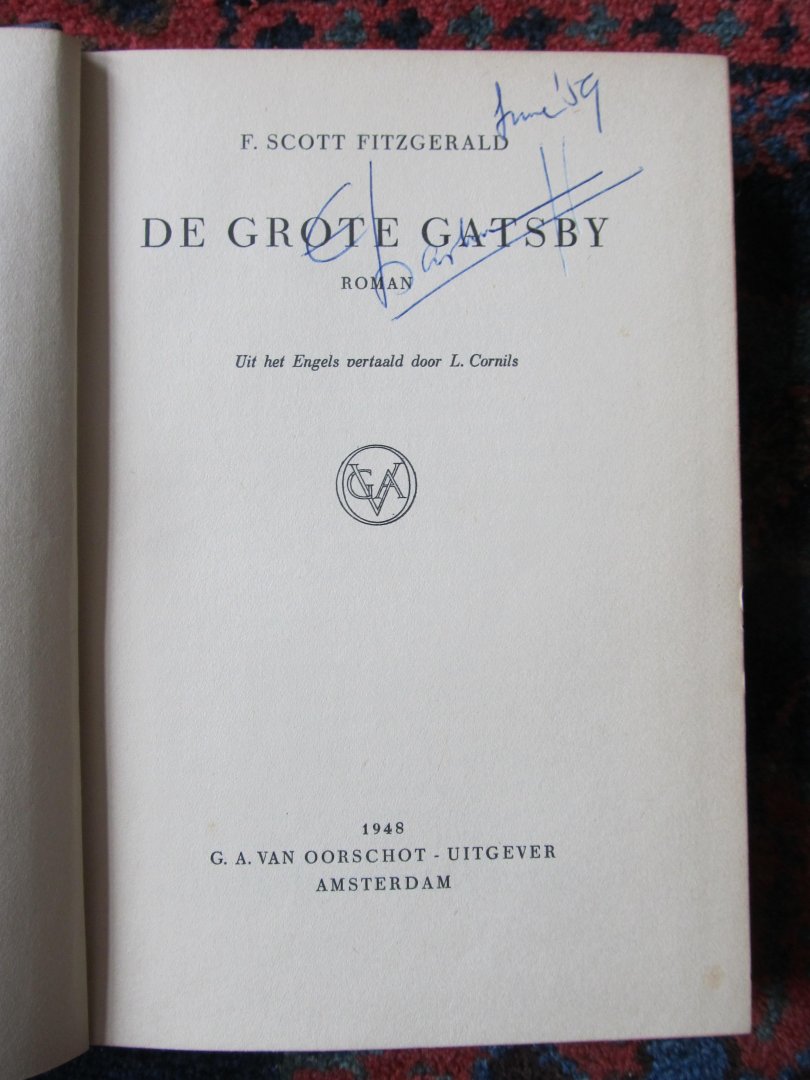 June '59
F. SCOTT FITZGERALD
DE GROTE GATSBY
ROMAN
Uit het Engels vertaald door L. Cornils
GVA
1948
G. A. VAN OORSCHOT - UITGEVER
AMSTERDAM